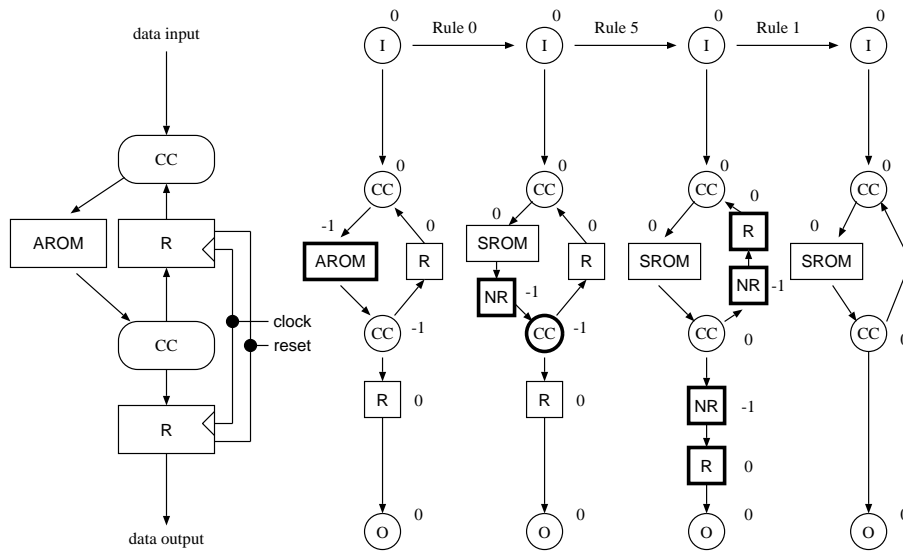 data input
CC
AROM
R
CC
clock
reset
R
data output
0
I
0
CC
-1
AROM
0
R
CC
-1
R
0
0
O
Rule 0
0
I
0
CC
0
SROM
0
R
NR
-1
CC
-1
R
0
0
O
Rule 5
0
I
0
CC
0
R
0
SROM
NR
-1
CC
0
NR
-1
R
0
0
O
Rule 1
0
I
0
CC
0
SROM
CC
0
0
O